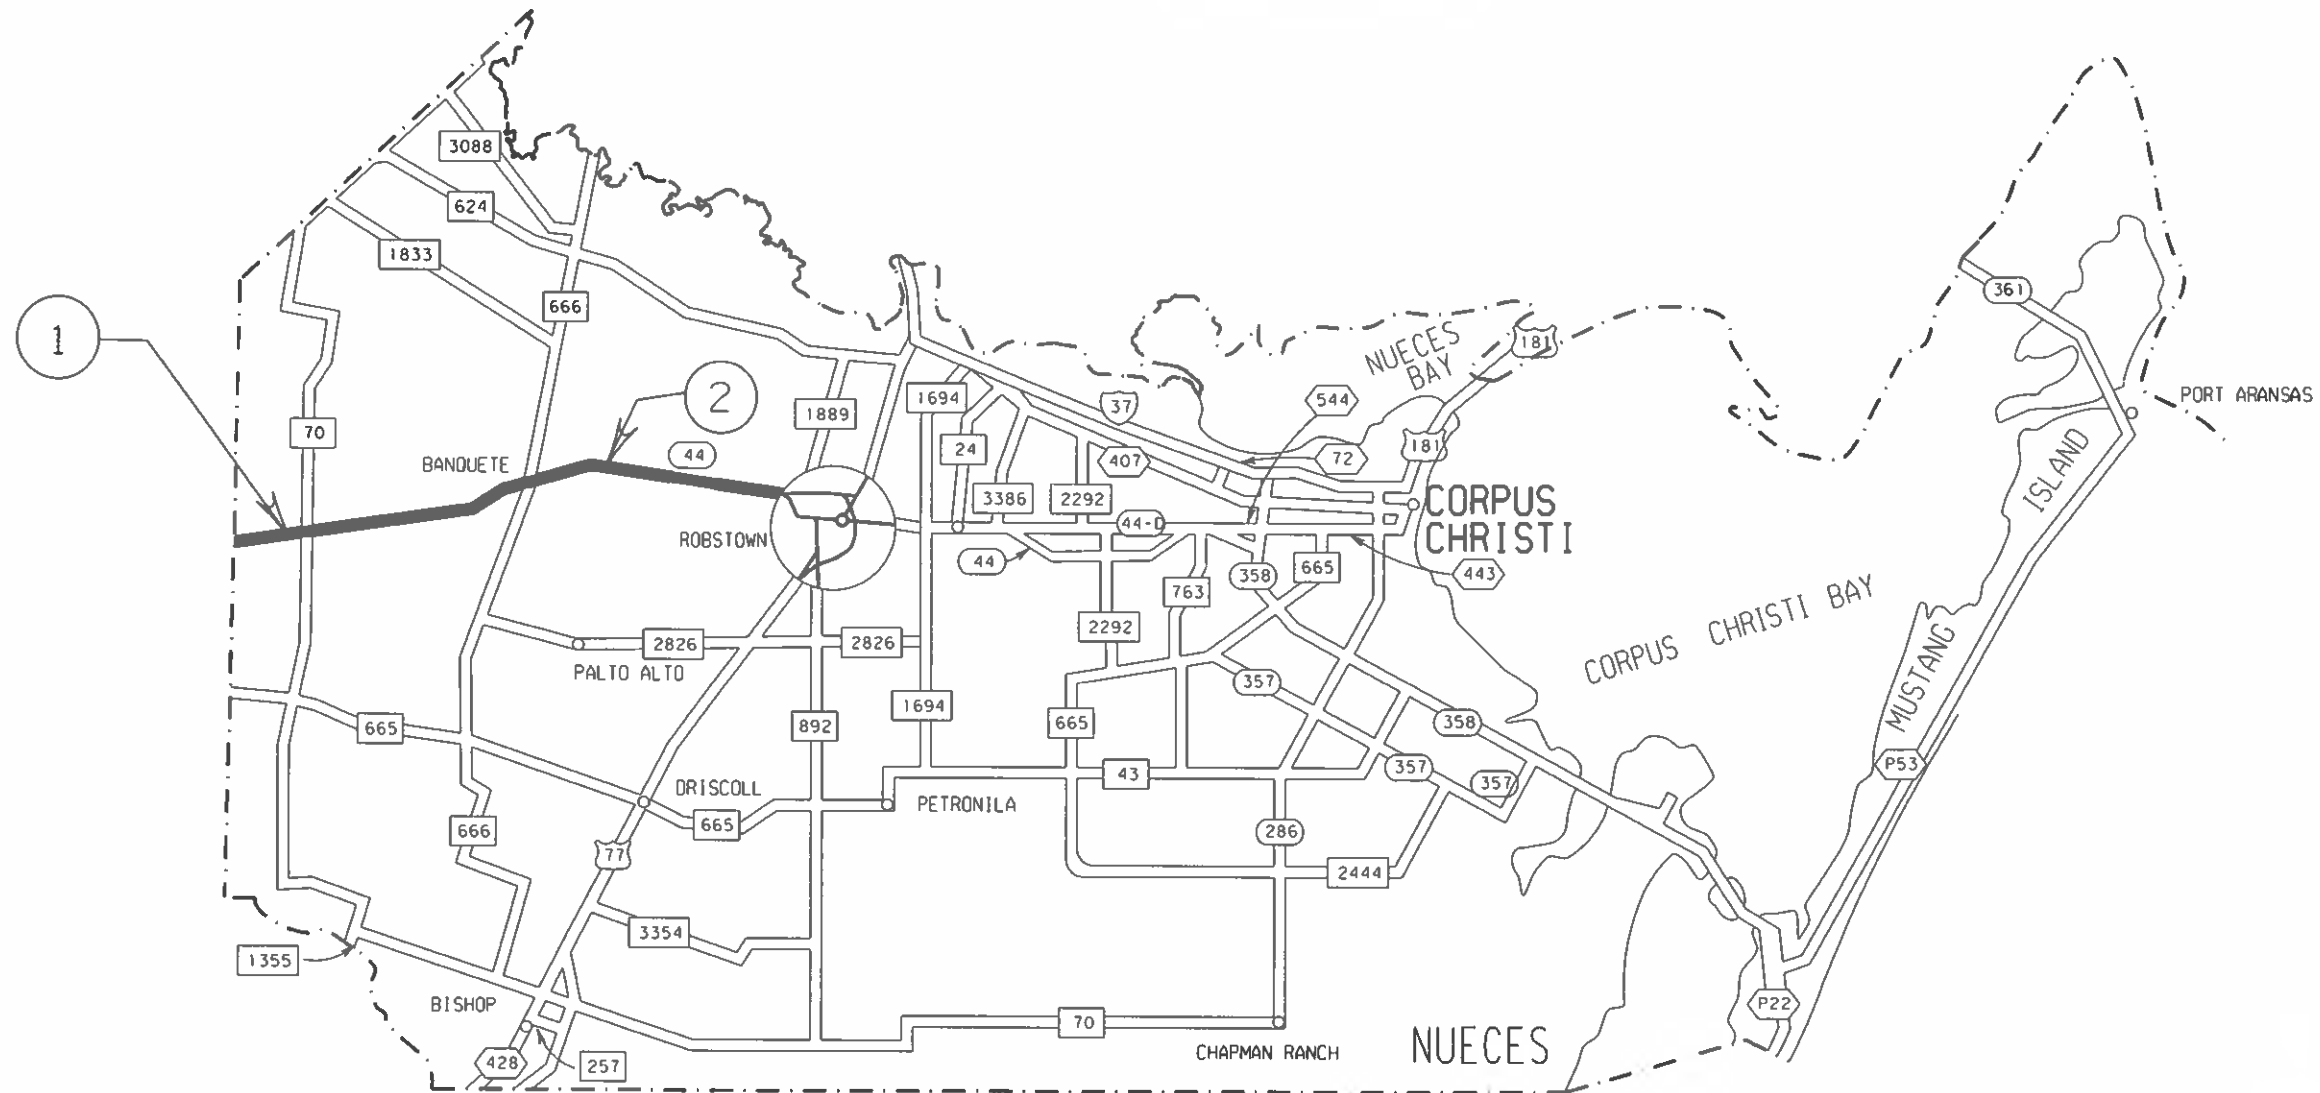 3088
624
1833
666
1
2
70
44
BANQUETE
1889
1694
24
37
407
544
72
181
NUECES
BAY
181
361
PORT ARANSAS
3386
2292
44-D
CORPUS
CHRISTI
ROBSTOWN
44
358
665
443
763
2292
2826
2826
PALTO ALTO
CORPUS CHRISTI BAY
MUSTANG
ISLAND
357
358
665
892
1694
665
43
357
357
P53
DRISCOLL
665
PETRONILA
666
77
286
2444
3354
1355
BISHOP
70
P22
428
257
CHAPMAN RANCH
NUECES